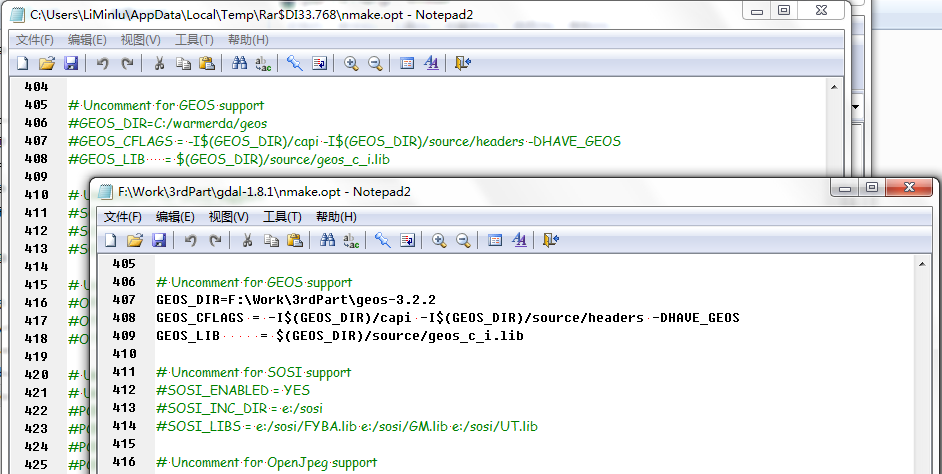 C:\Users\LiMinlu\AppData\Local\Temp\Rar$DI33.768\nmake.opt - Notepad2
文件(F) 编辑(E) 视图(V) 工具(T) 帮助(H)
404
405 # Uncomment for GEOS support
406 #GEOS_DIR=C:/warmerda/geos
407 #GEOS_CFLAGS = -I$(GEOS_DIR)/capi -I$(GEOS_DIR)/source/headers -DHAVE_GEOS
408 #GEOS_LIB = $(GEOS_DIR)/source/geos_c_i.lib
409
410 # U
411 #S
412 #S
413 #S
414
415 # U
416 #O
417 #O
418 #O
419
420 # U
421 # U
422 #P
423 #P
424 #P
425 #P
F:\Work\3rdPart\gdal-1.8.1\nmake.opt - Notepad2
文件(F) 编辑(E) 视图(V) 工具(T) 帮助(H)
405
406 # Uncomment for GEOS support
407 GEOS_DIR=F:\Work\3rdPart\geos-3.2.2
408 GEOS_CFLAGS = -I$(GEOS_DIR)/capi -I$(GEOS_DIR)/source/headers -DHAVE_GEOS
409 GEOS_LIB = $(GEOS_DIR)/source/geos_c_i.lib
410
411 # Uncomment for SOSI support
412 #SOSI_ENABLED = YES
413 #SOSI_INC_DIR = e:/sosi
414 #SOSI_LIBS = e:/sosi/FYBA.lib e:/sosi/GM.lib e:/sosi/UT.lib
415
416 # Uncomment for OpenJpeg support